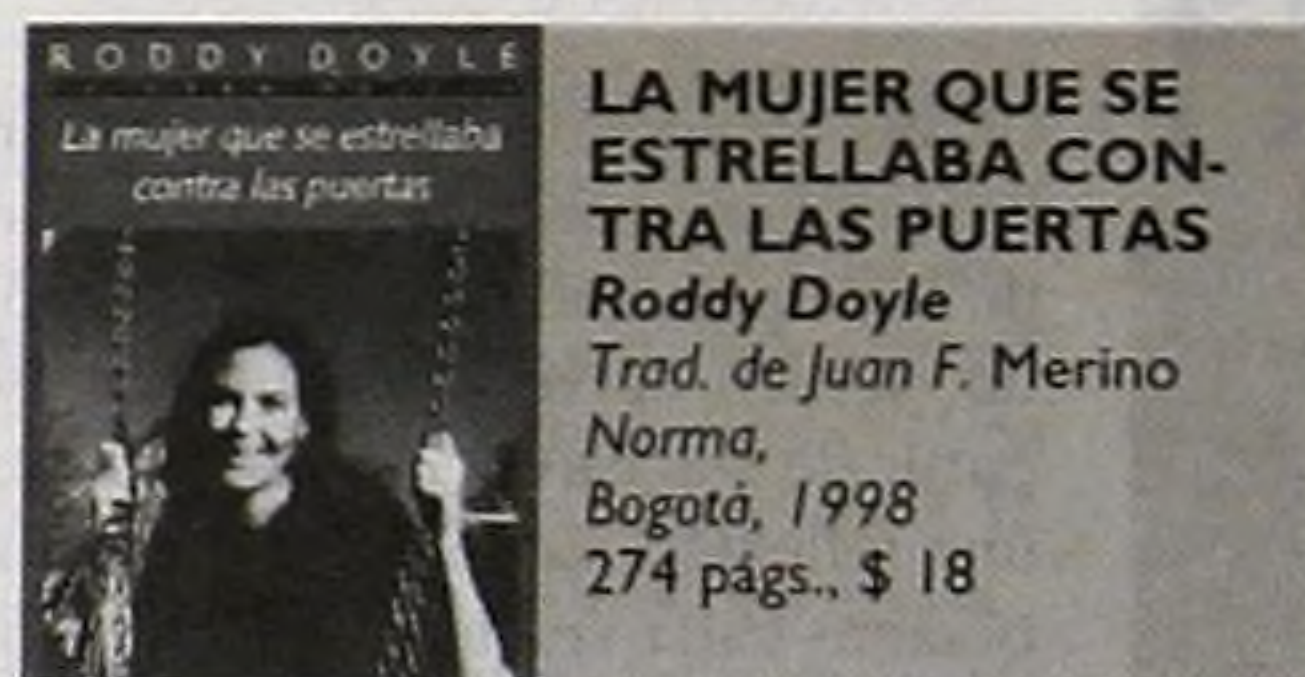 RODDY DOYLE
La mujer que se estrellaba
contra las puertas
LA MUJER QUE SE
ESTRELLABA CON-
TRA LAS PUERTAS
Roddy Doyle
Trad. de Juan F. Merino
Norma,
Bogotá, 1998
274 págs., $ 18